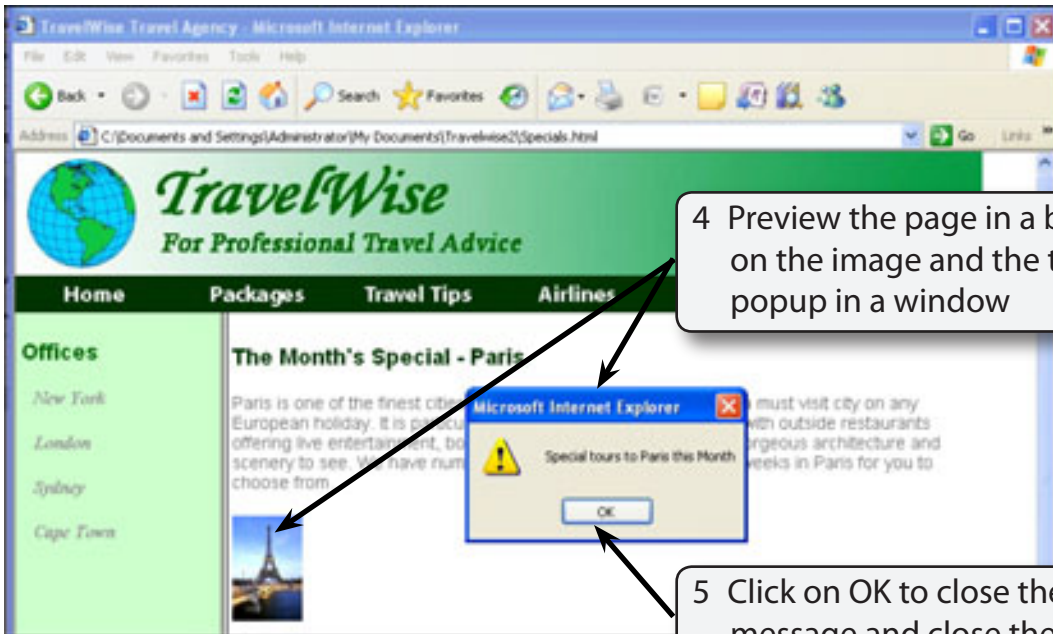 TravelWise Travel Agency - Microsoft Internet Explorer
File Edit View Favorites Tools Help
Back Search Favorites
Address C:\Documents and Settings\Administrator\My Documents\Travelwise2\Specials.html Go Links
TravelWise
For Professional Travel Advice
4 Preview the page in a b
on the image and the t
popup in a window
Home Packages Travel Tips Airlines
Offices
New York
London
Sydney
Cape Town
The Month's Special - Paris
Paris is one of the finest citie must visit city on any
European holiday. It is particu with outside restaurants
offering live entertainment, bo orgeous architecture and
scenery to see. We have num weeks in Paris for you to
choose from
Microsoft Internet Explorer
Special tours to Paris this Month
OK
5 Click on OK to close the
message and close the